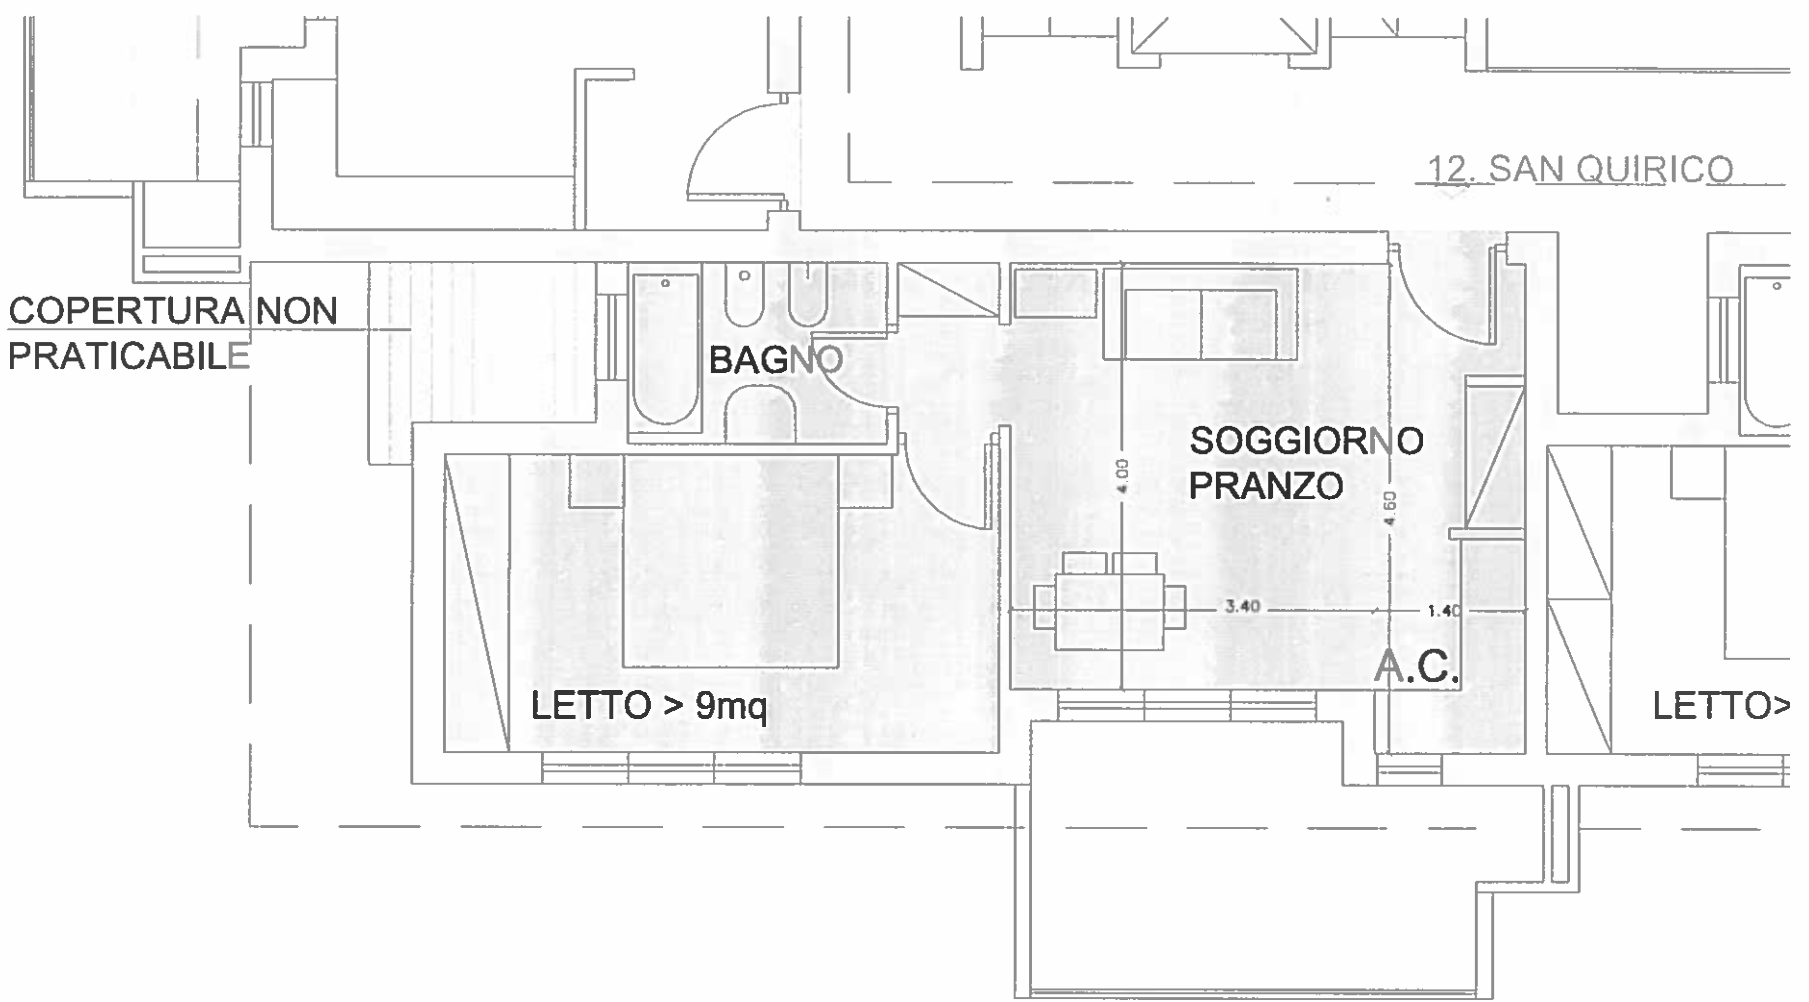 12. SAN QUIRICO
COPERTURA NON
PRATICABILE
BAGNO
SOGGIORNO
PRANZO
4.00
4.60
3.40
1.40
A.C.
LETTO > 9mq
LETTO>